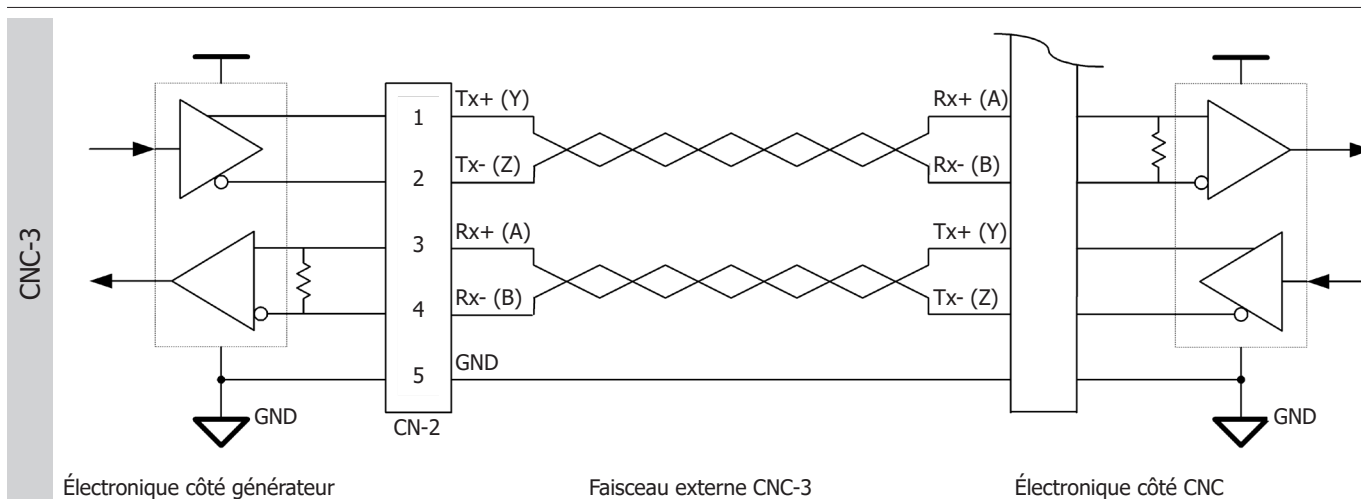 CNC-3
Tx+ (Y)
Rx+ (A)
1
Tx- (Z)
Rx- (B)
2
Rx+ (A)
Tx+ (Y)
3
Rx- (B)
Tx- (Z)
4
GND
5
GND
CN-2
GND
Électronique côté générateur
Faisceau externe CNC-3
Électronique côté CNC